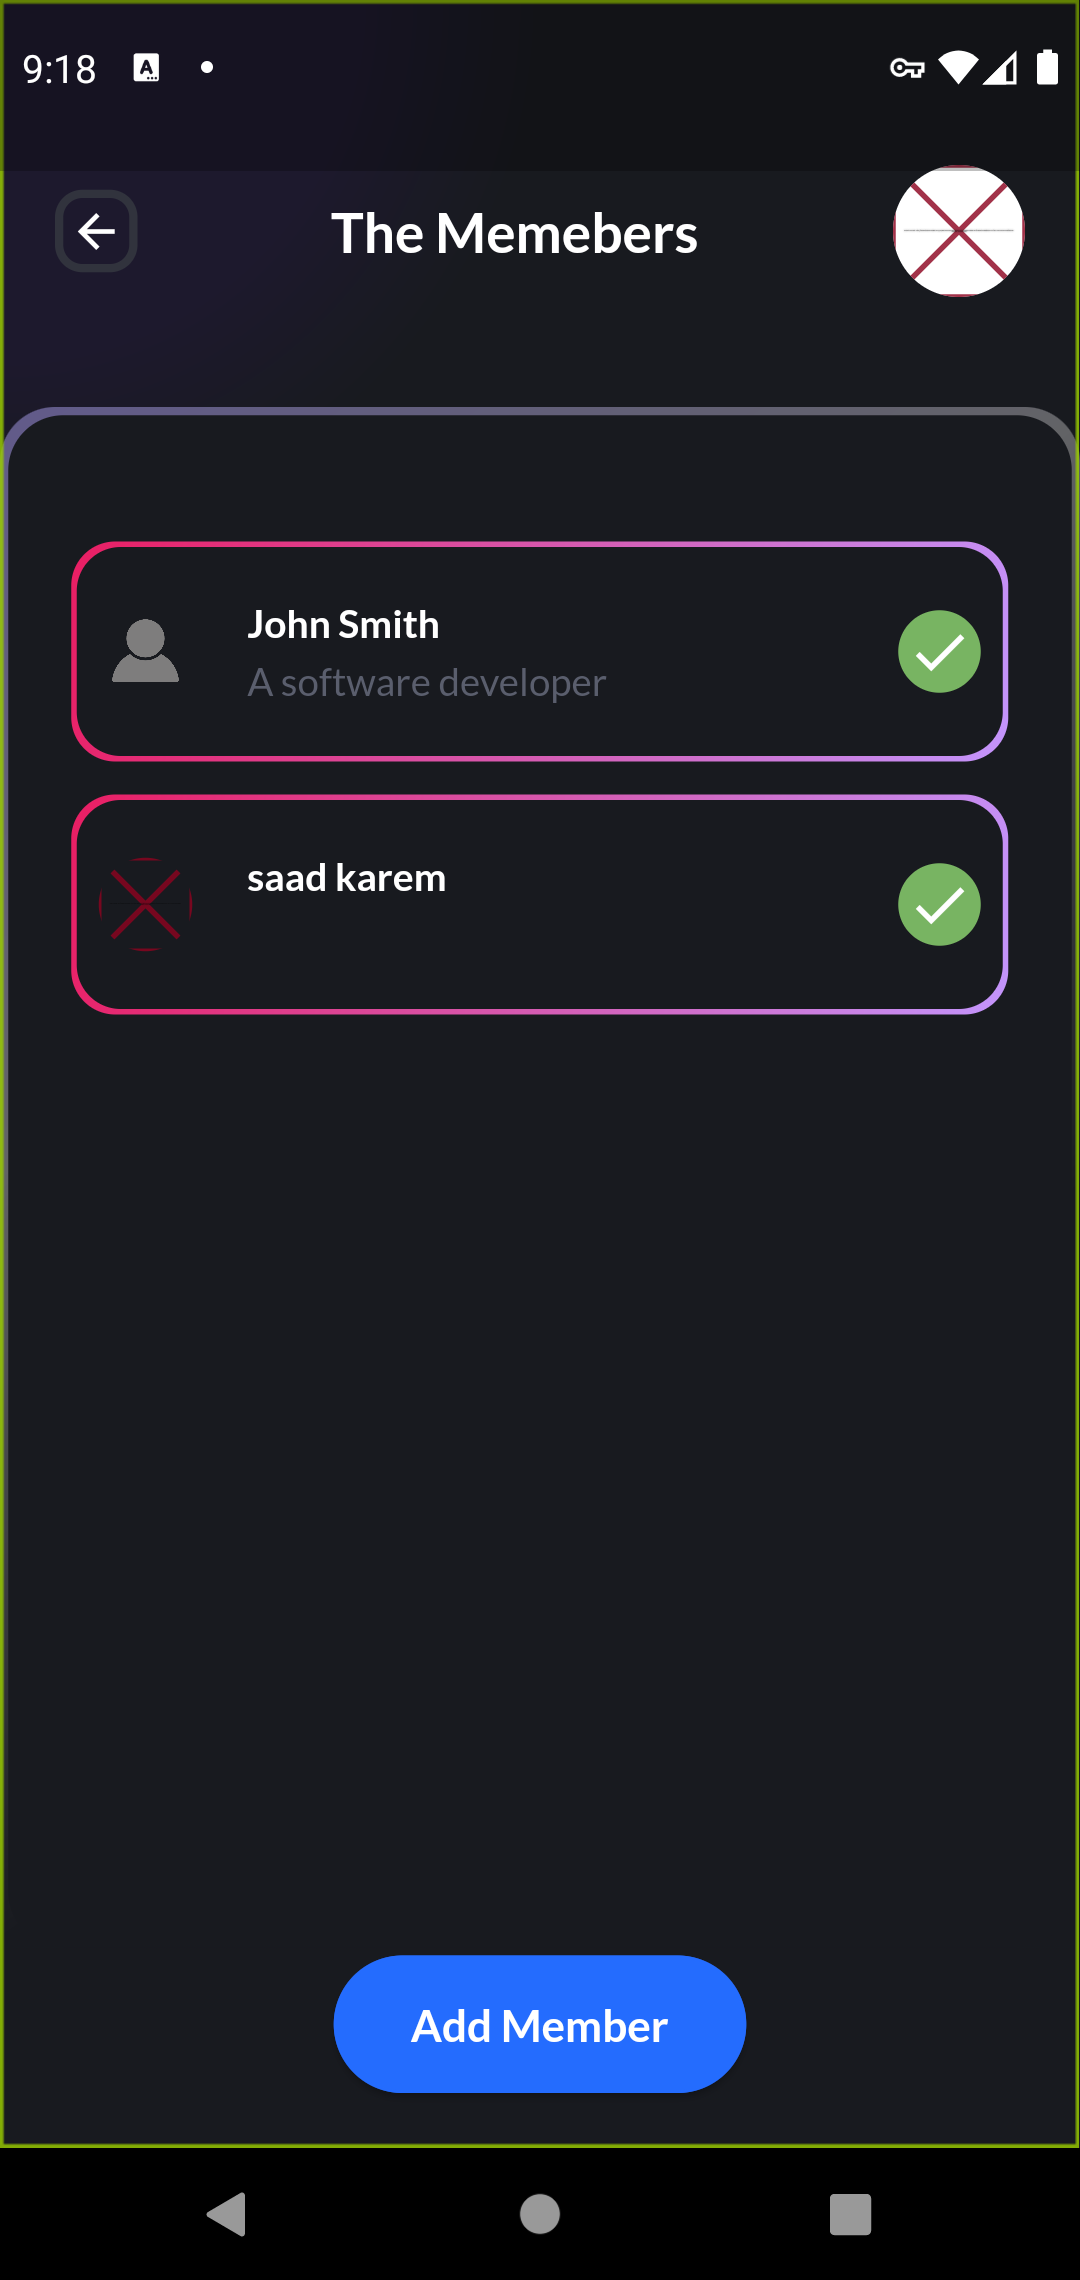 9:18
The Memebers
John Smith
A software developer
saad karem
Add Member